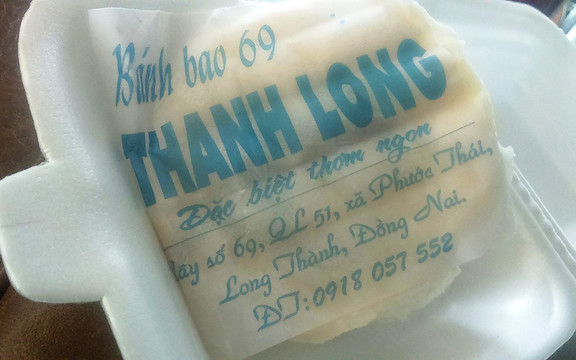 Bánh bao 69
THANH LONG
Đặc biệt thơm ngon
số 69, QL 51, xã Phước Thái,
Long Thành, Đồng Nai.
ĐT: 0918 057 552